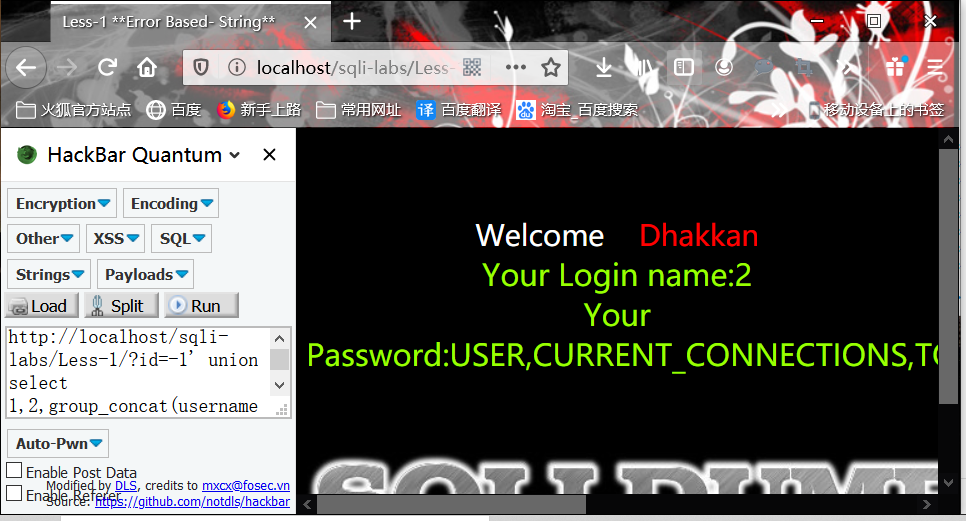 Less-1 **Error Based- String**
localhost/sqli-labs/Less-
火狐官方站点
百度
新手上路
常用网址
译 百度翻译
淘宝_百度搜索
移动设备上的书签
HackBar Quantum
Encryption
Encoding
Other
XSS
SQL
Strings
Payloads
Load
Split
Run
http://localhost/sqli-
labs/Less-1/?id=-1' union
select
1,2,group_concat(username
Auto-Pwn
Enable Post Data
Modified by DLS, credits to mxcx@fosec.vn
Enable Referer
Source: https://github.com/notdls/hackbar
Welcome Dhakkan
Your Login name:2
Your
Password:USER,CURRENT_CONNECTIONS,TO
SQLI DUMB